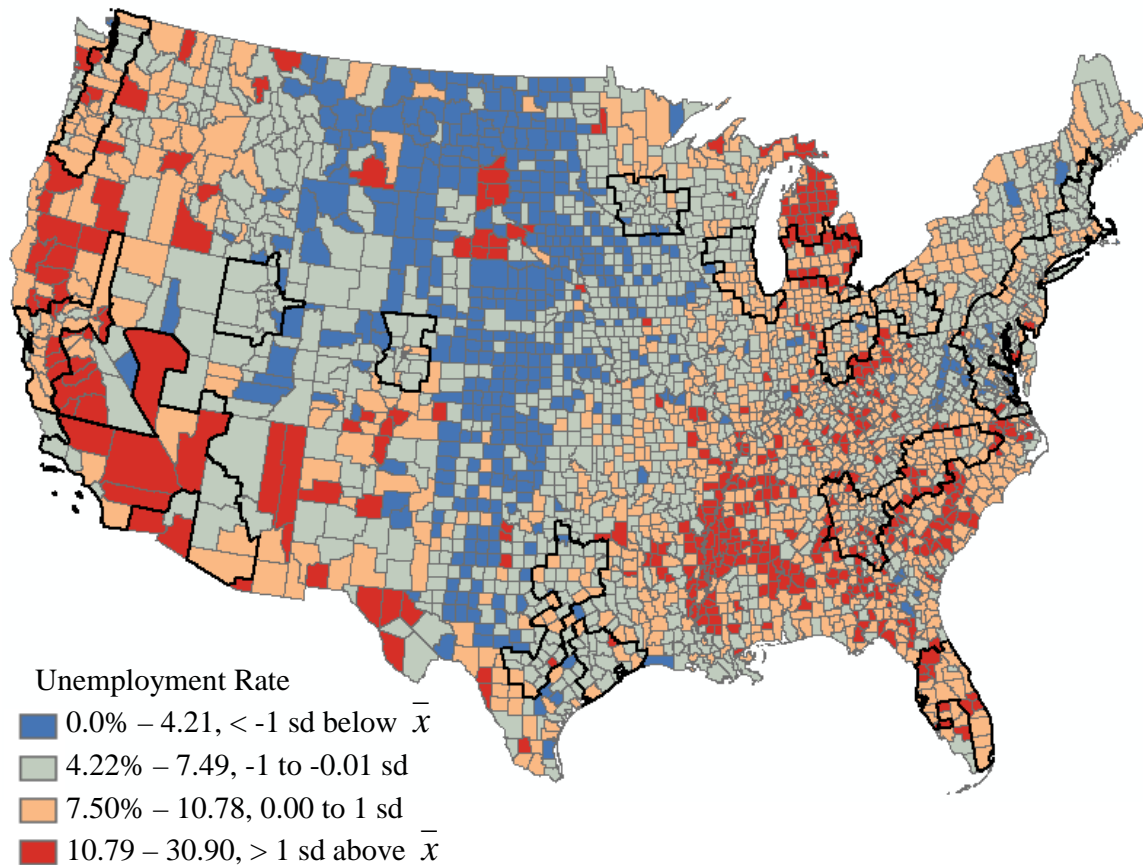 Unemployment Rate
0.0% – 4.21, < -1 sd below x̅
4.22% – 7.49, -1 to -0.01 sd
7.50% – 10.78, 0.00 to 1 sd
10.79 – 30.90, > 1 sd above x̅